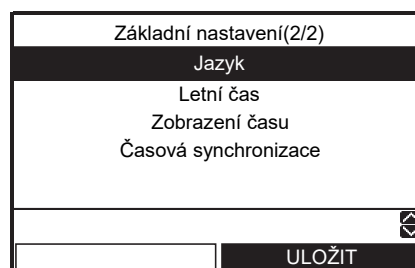 Základní nastavení(2/2)
Jazyk
Letní čas
Zobrazení času
Časová synchronizace
ULOŽIT